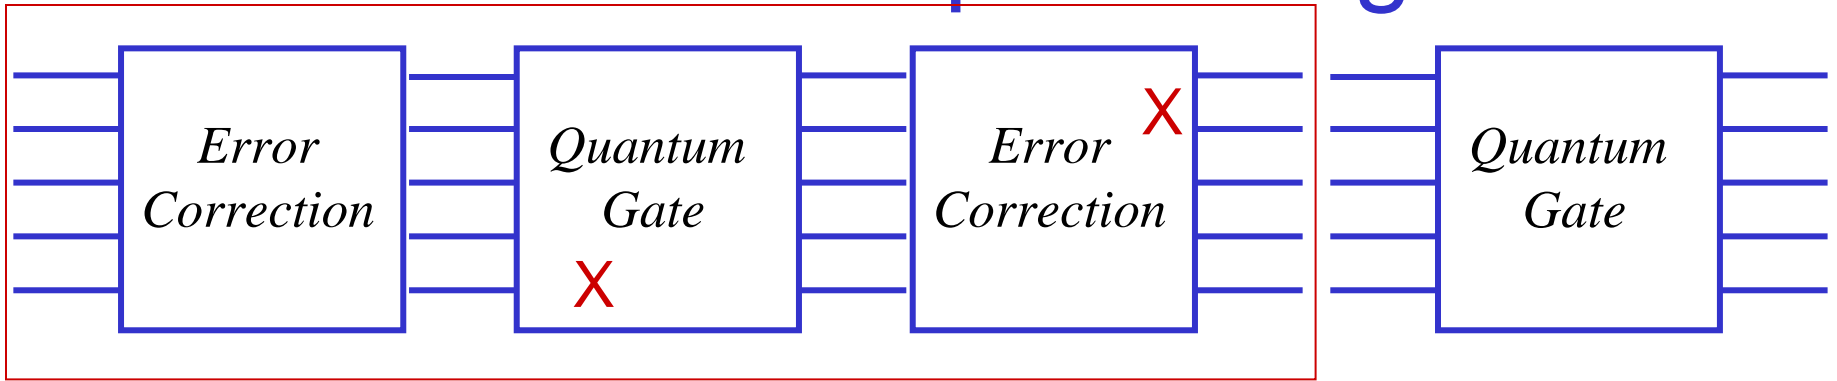 Error
Correction
Quantum
Gate
X
Error
Correction
X
Quantum
Gate